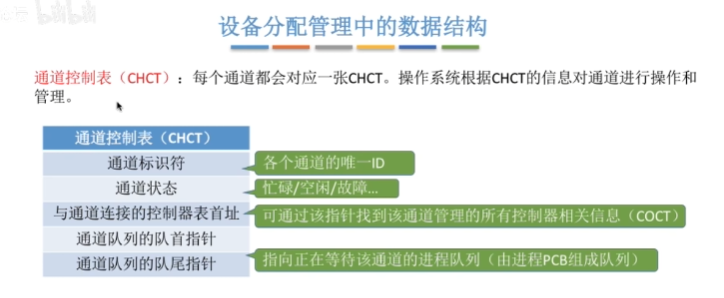 bilibili
设备分配管理中的数据结构
通道控制表（CHCT）：每个通道都会对应一张CHCT。操作系统根据CHCT的信息对通道进行操作和
管理。
通道控制表（CHCT）
通道标识符
各个通道的唯一ID
通道状态
忙碌/空闲/故障...
与通道连接的控制器表首址
可通过该指针找到该通道管理的所有控制器相关信息（COCT）
通道队列的队首指针
通道队列的队尾指针
指向正在等待该通道的进程队列（由进程PCB组成队列）